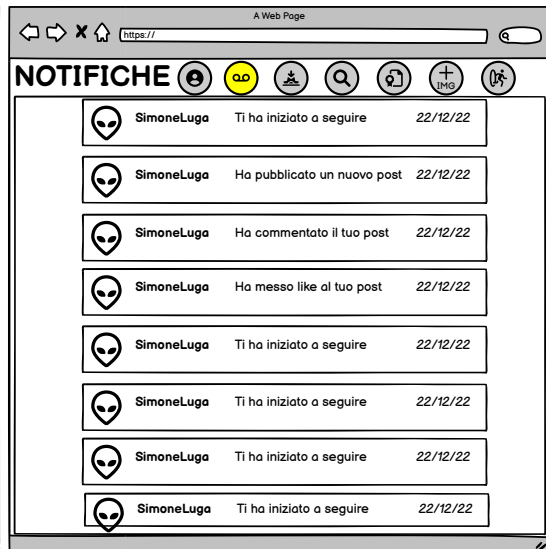 A Web Page
https://
NOTIFICHE
IMG
SimoneLuga Ti ha iniziato a seguire 22/12/22
SimoneLuga Ha pubblicato un nuovo post 22/12/22
SimoneLuga Ha commentato il tuo post 22/12/22
SimoneLuga Ha messo like al tuo post 22/12/22
SimoneLuga Ti ha iniziato a seguire 22/12/22
SimoneLuga Ti ha iniziato a seguire 22/12/22
SimoneLuga Ti ha iniziato a seguire 22/12/22
SimoneLuga Ti ha iniziato a seguire 22/12/22